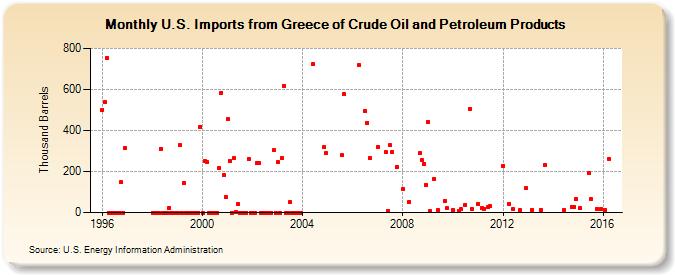 Monthly U.S. Imports from Greece of Crude Oil and Petroleum Products
Thousand Barrels
800
600
400
200
0
1996 2000 2004 2008 2012 2016
Source: U.S. Energy Information Administration